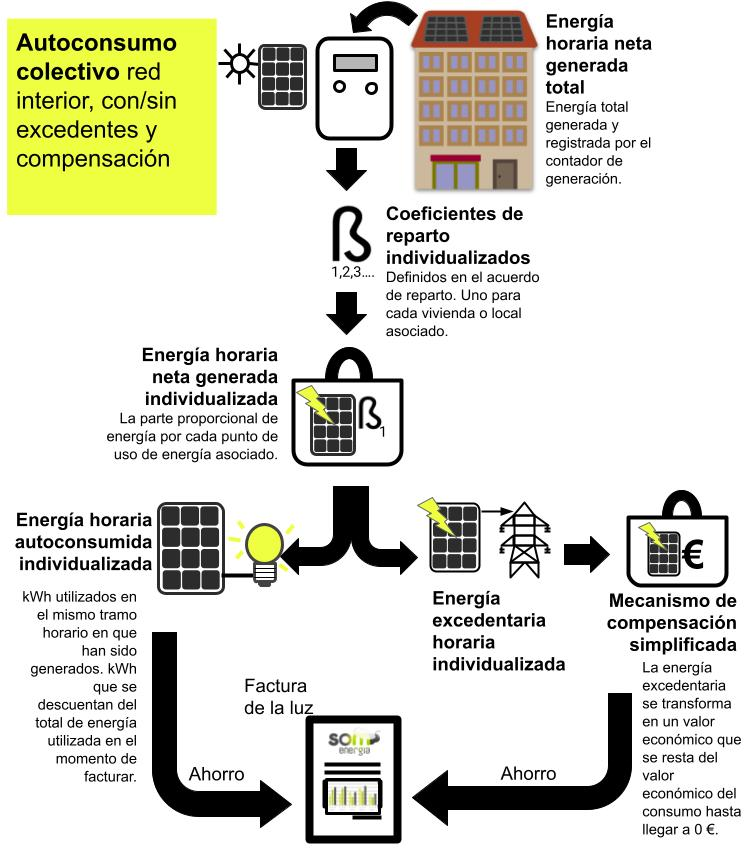 Autoconsumo
colectivo red
interior, con/sin
excedentes y
compensación
Energía
horaria neta
generada
total
Energía total
generada y
registrada por el
contador de
generación.
ß
1,2,3....
Coeficientes de
reparto
individualizados
Definidos en el acuerdo
de reparto. Uno para
cada vivienda o local
asociado.
Energía horaria
neta generada
individualizada
La parte proporcional de
energía por cada punto de
uso de energía asociado.
ß1
Energía horaria
autoconsumida
individualizada
kWh utilizados en
el mismo tramo
horario en que
han sido
generados. kWh
que se
descuentan del
total de energía
utilizada en el
momento de
facturar.
Energía
excedentaria
horaria
individualizada
€
Mecanismo de
compensación
simplificada
La energía
excedentaria
se transforma
en un valor
económico que
se resta del
valor
económico del
consumo hasta
llegar a 0 €.
Factura
de la luz
som
energia
Ahorro
Ahorro